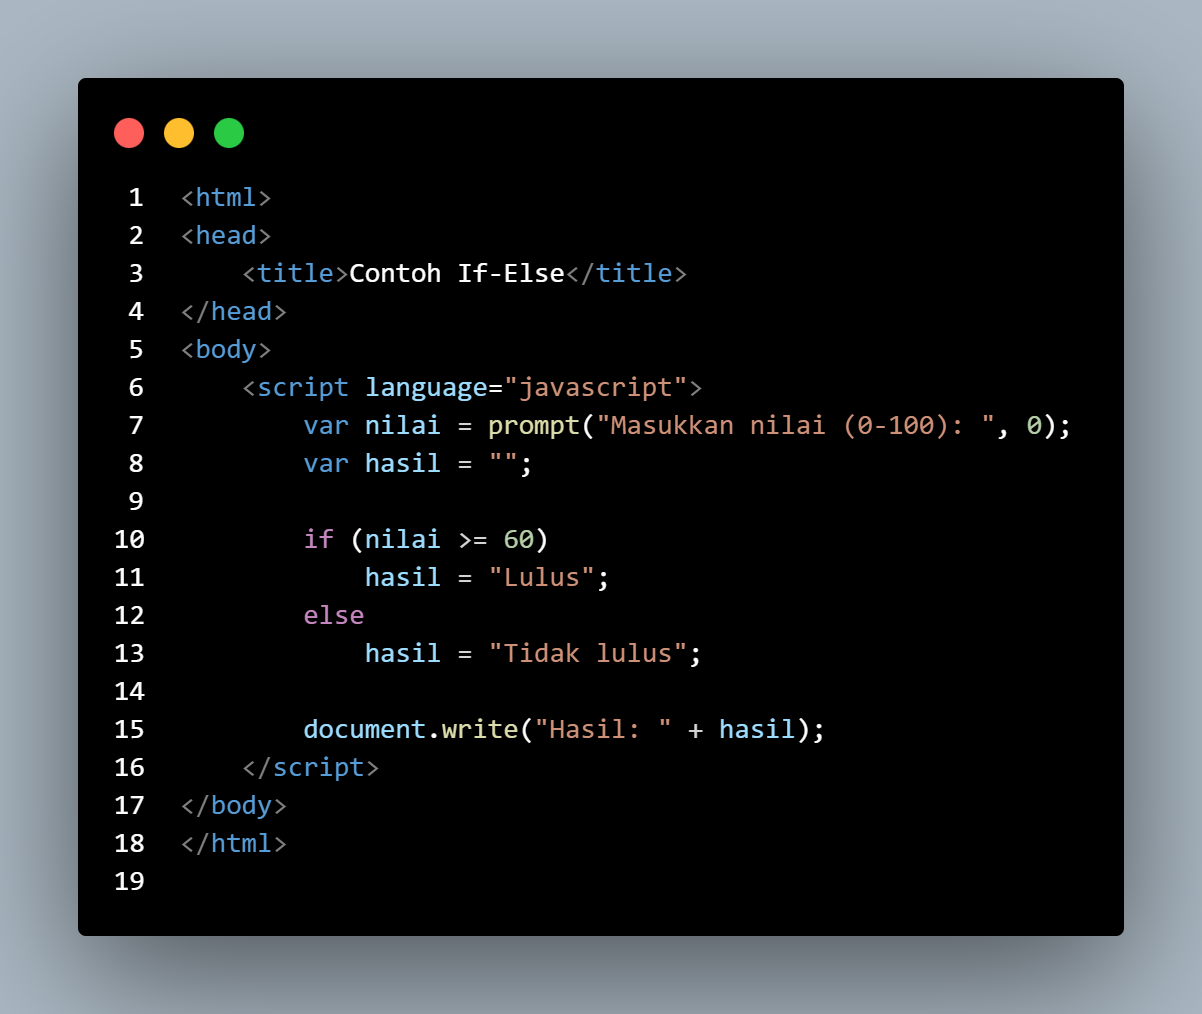 1 <html>
2 <head>
3     <title>Contoh If-Else</title>
4 </head>
5 <body>
6     <script language="javascript">
7         var nilai = prompt("Masukkan nilai (0-100): ", 0);
8         var hasil = "";
9
10         if (nilai >= 60)
11             hasil = "Lulus";
12         else
13             hasil = "Tidak lulus";
14
15         document.write("Hasil: " + hasil);
16     </script>
17 </body>
18 </html>
19